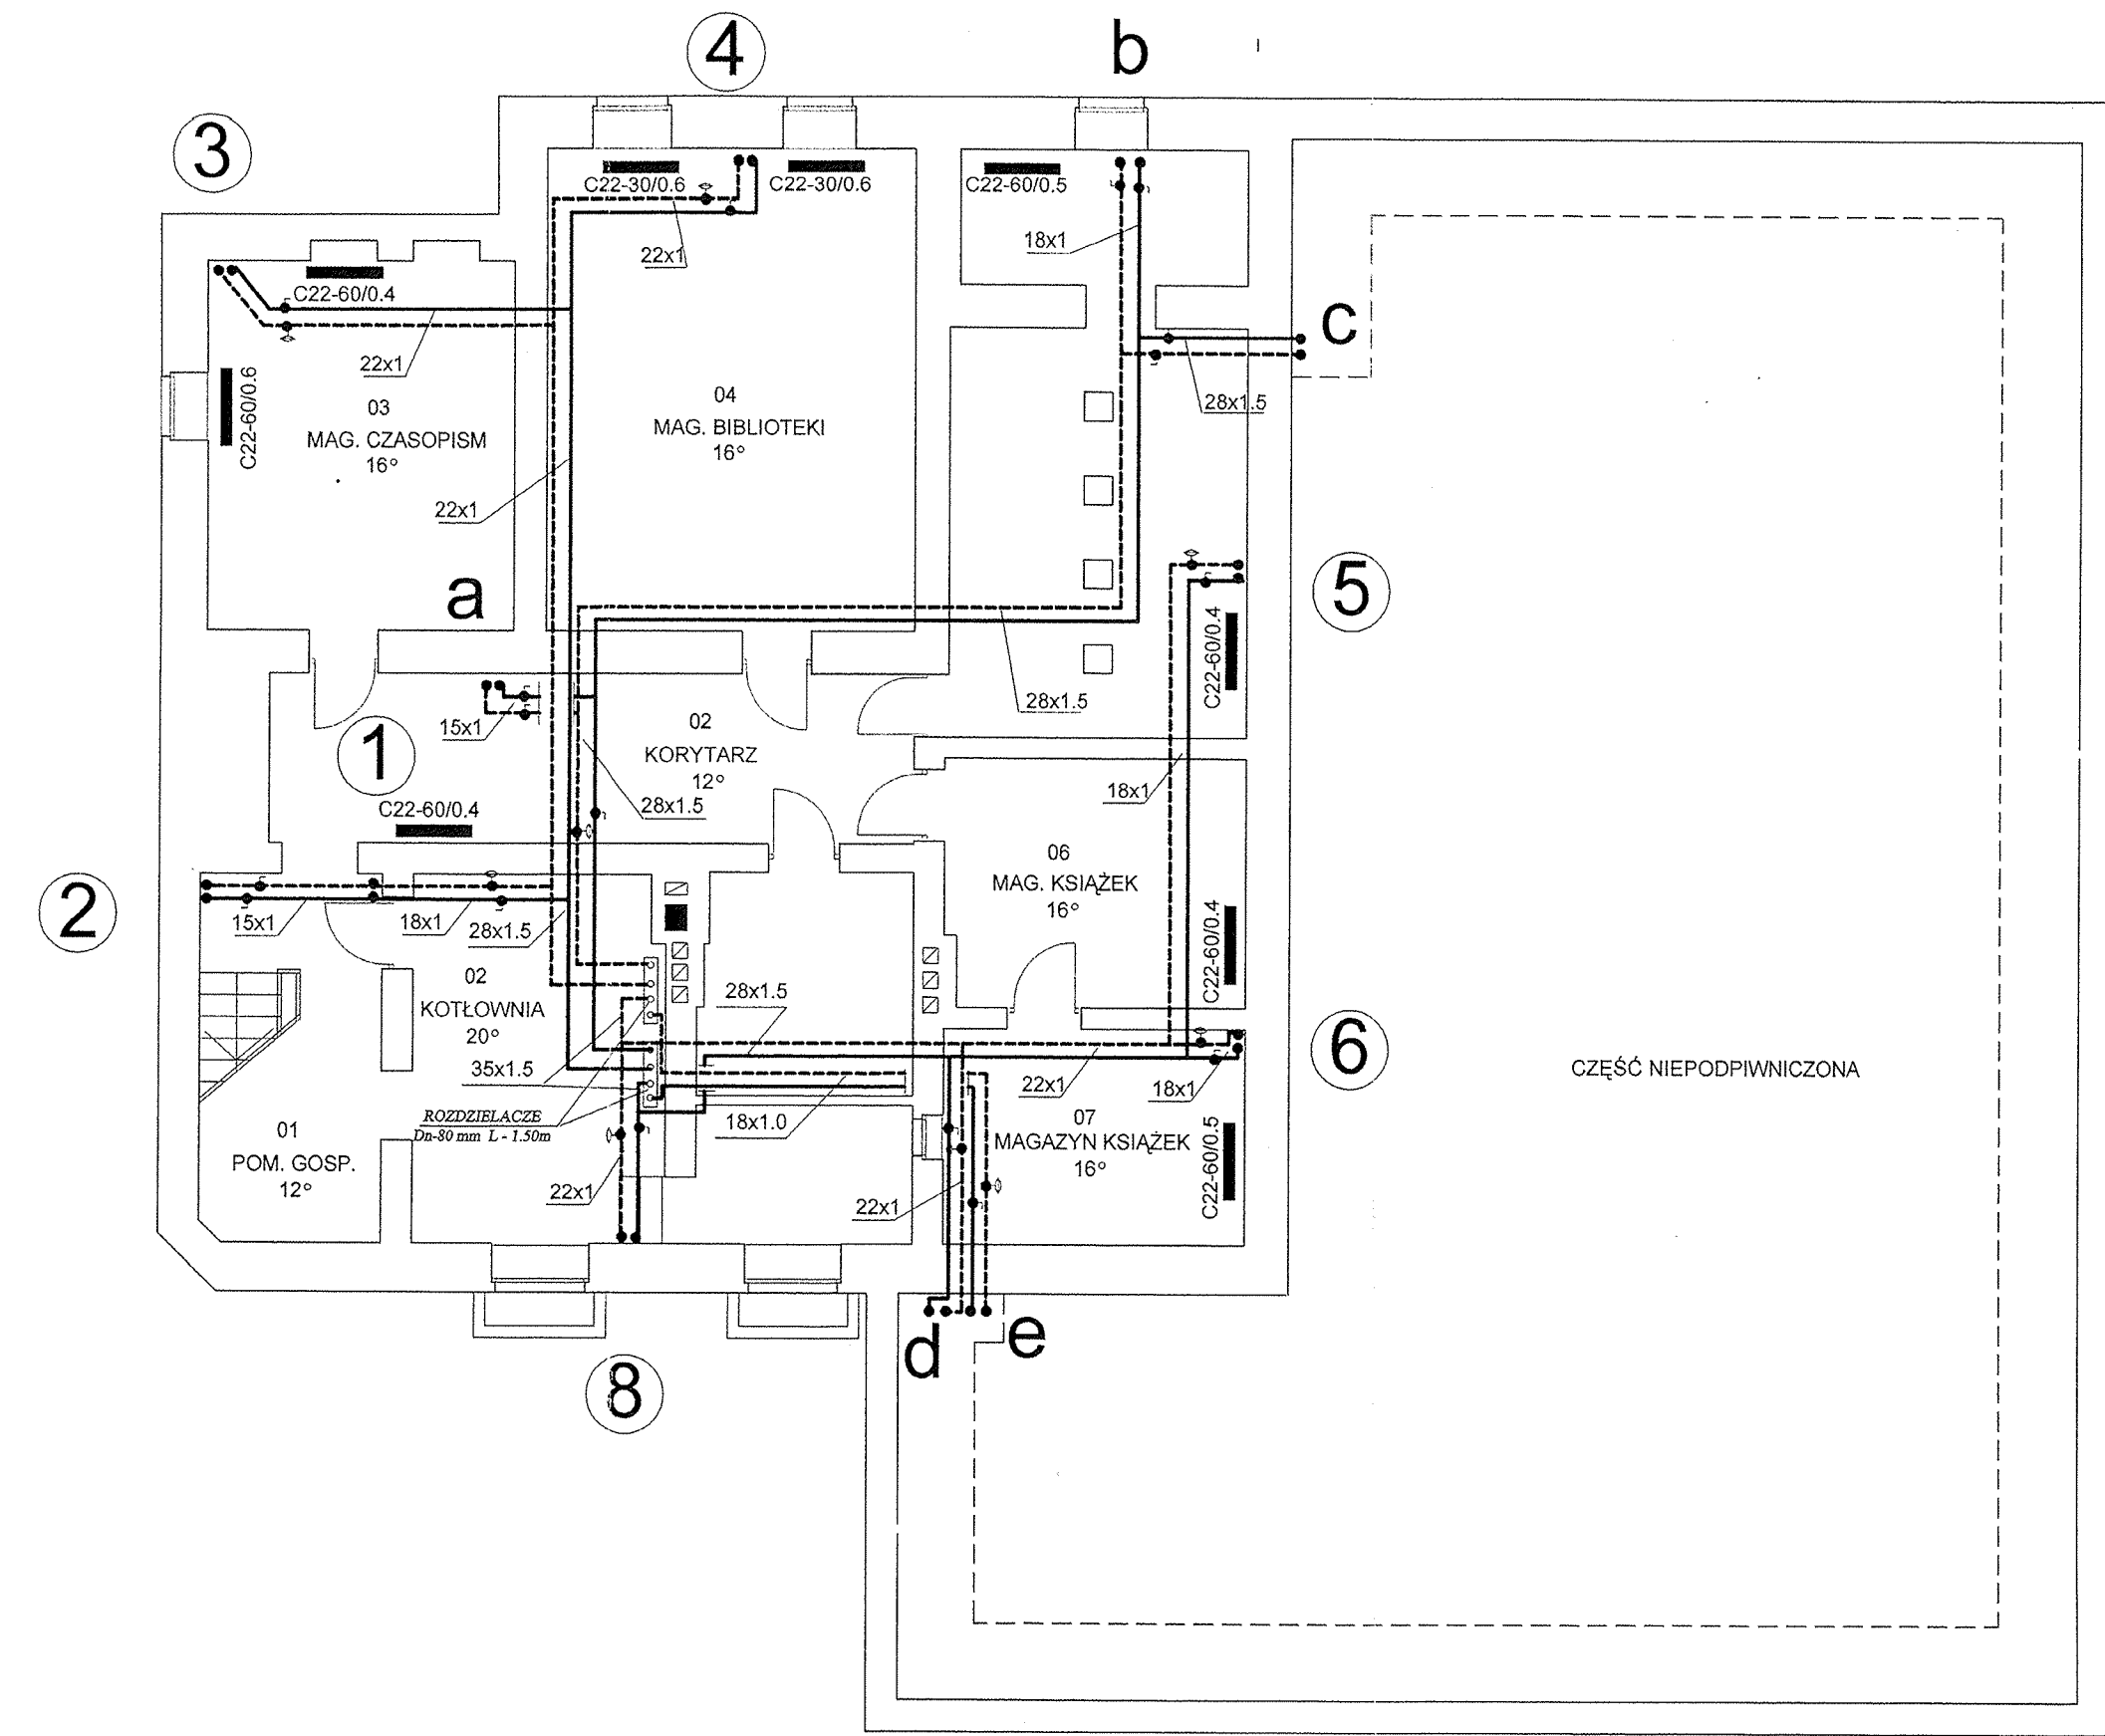 4
b
3
C22-30/0.6
C22-30/0.6
C22-60/0.5
22x1
18x1
C22-60/0.4
22x1
c
28x1.5
C22-60/0.6
03
MAG. CZASOPISM
16°
04
MAG. BIBLIOTEKI
16°
22x1
a
5
C22-60/0.4
15x1
1
02
KORYTARZ
12°
28x1.5
28x1.5
18x1
C22-60/0.4
06
MAG. KSIĄŻEK
16°
C22-60/0.4
2
15x1
18x1
28x1.5
02
KOTŁOWNIA
20°
28x1.5
35x1.5
ROZDZIELACZE
Dn-80 mm L - 1.50m
18x1.0
22x1
18x1
6
CZĘŚĆ NIEPODPIWNICZONA
01
POM. GOSP.
12°
07
MAGAZYN KSIĄŻEK
16°
C22-60/0.5
22x1
22x1
d
e
8